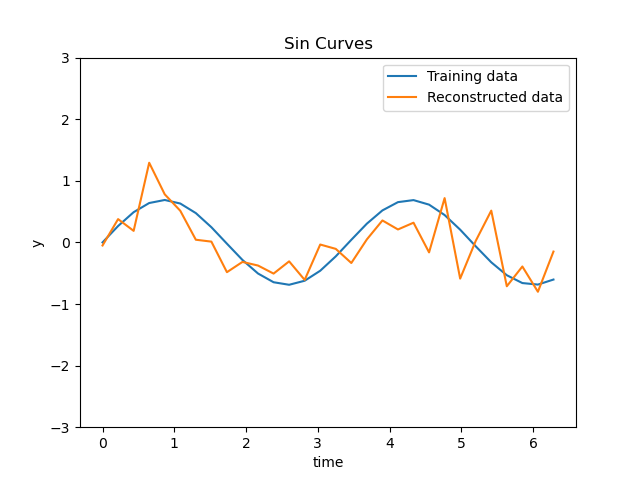 Sin Curves
Training data
Reconstructed data
3
2
1
0
−1
−2
−3
y
0 1 2 3 4 5 6
time